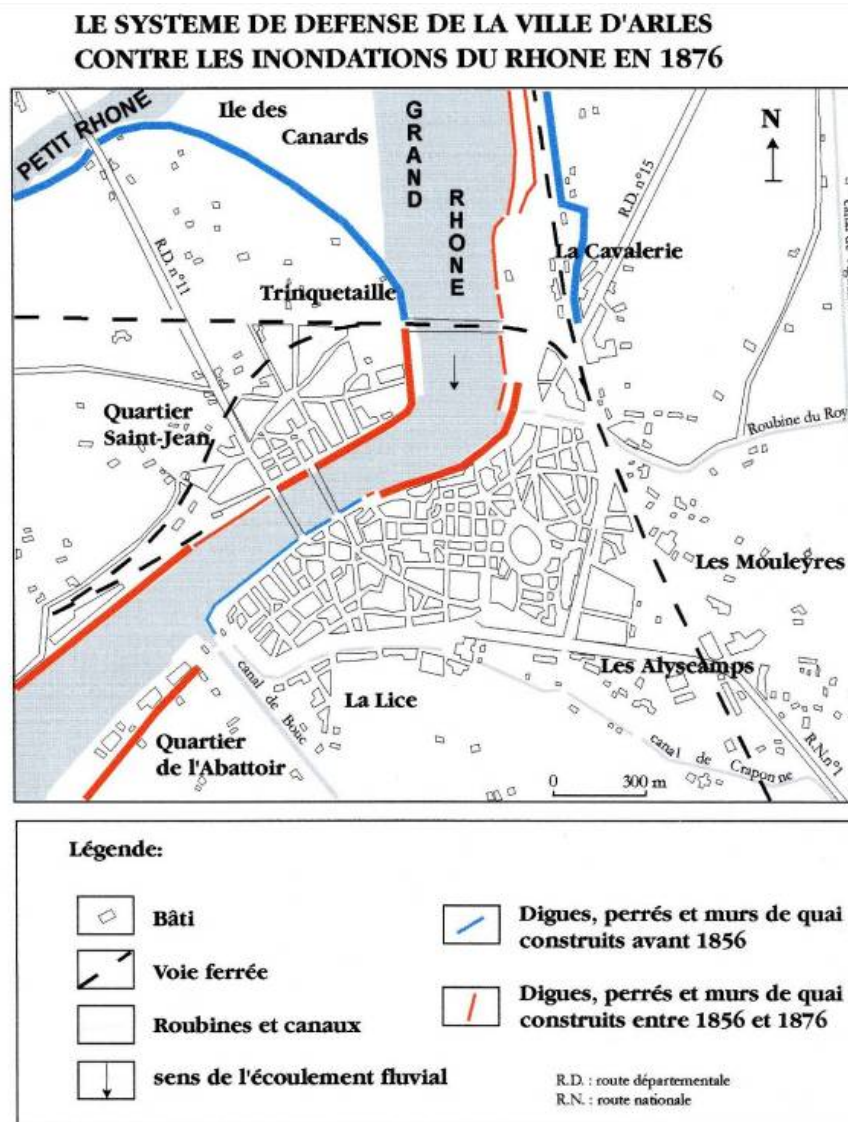 LE SYSTEME DE DEFENSE DE LA VILLE D'ARLES
CONTRE LES INONDATIONS DU RHONE EN 1876
PETIT RHONE
Ile des
Canards
GRAND
RHONE
N
R.D. n°15
La Cavalerie
R.D. n°11
Trinquetaille
Quartier
Saint-Jean
Roubine du Roy
Les Mouleyres
Les Alyscamps
La Lice
canal de Bouc
Quartier
de l'Abattoir
canal de Craponne
R.N.n°1
0 300 m
Légende:
Bâti
Voie ferrée
Roubines et canaux
sens de l'écoulement fluvial
Digues, perrés et murs de quai
construits avant 1856
Digues, perrés et murs de quai
construits entre 1856 et 1876
R.D. : route départementale
R.N. : route nationale